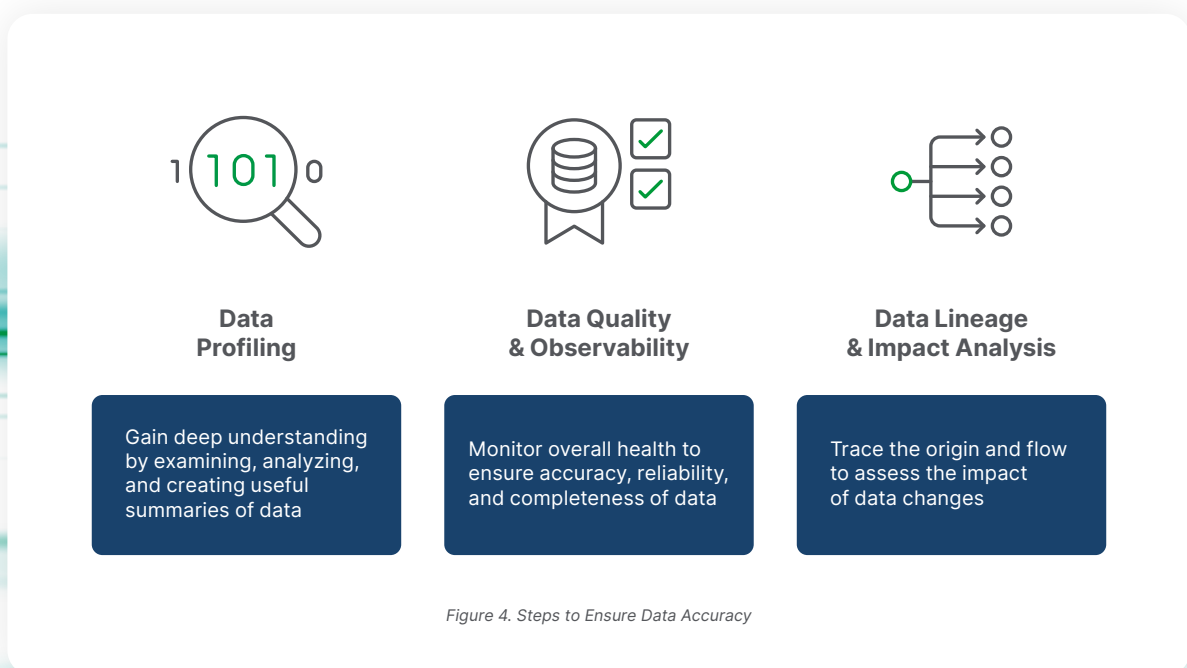 1 101 0
Data
Profiling
Gain deep understanding
by examining, analyzing,
and creating useful
summaries of data
Data Quality
& Observability
Monitor overall health to
ensure accuracy, reliability,
and completeness of data
Data Lineage
& Impact Analysis
Trace the origin and flow
to assess the impact
of data changes
Figure 4. Steps to Ensure Data Accuracy